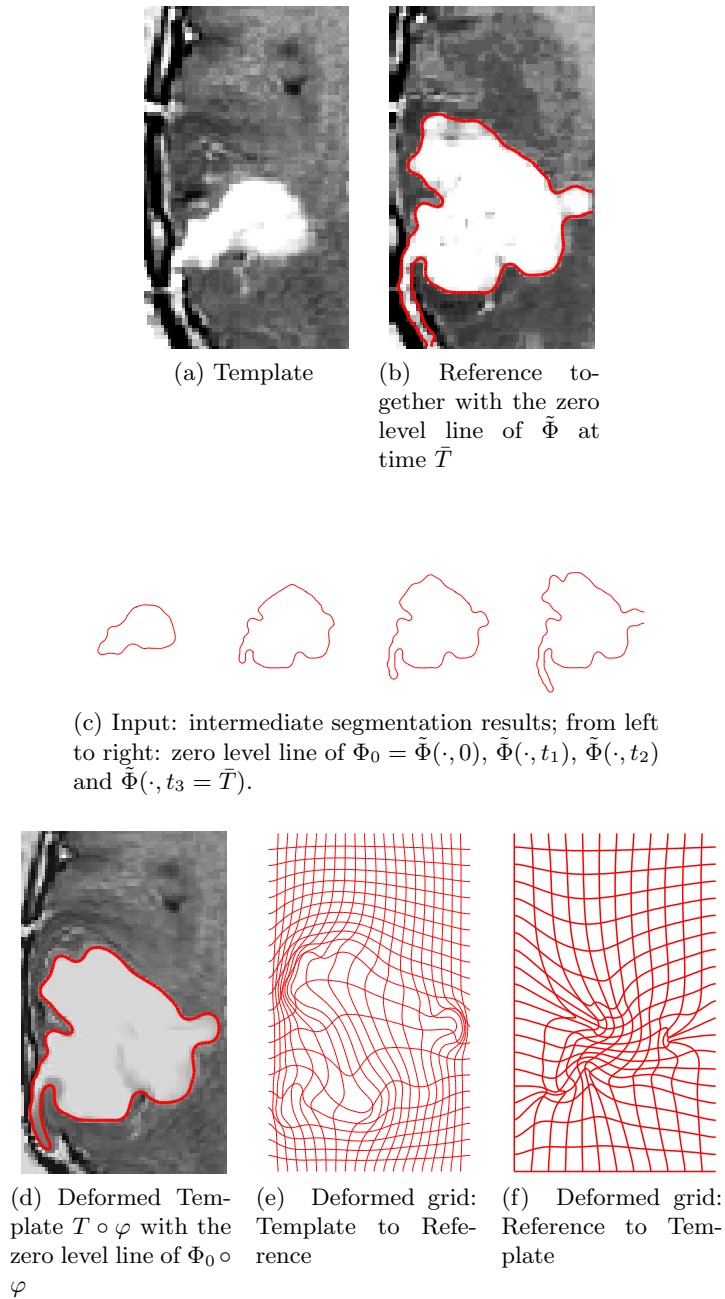 (a) Template
(b) Reference to-
gether with the zero
level line of Φ̃ at
time T̄
(c) Input: intermediate segmentation results; from left
to right: zero level line of Φ₀ = Φ̃(·, 0), Φ̃(·, t₁), Φ̃(·, t₂)
and Φ̃(·, t₃ = T̄).
(d) Deformed Tem-
plate T ∘ φ with the
zero level line of Φ₀ ∘
φ
(e) Deformed grid:
Template to Refe-
rence
(f) Deformed grid:
Reference to Tem-
plate